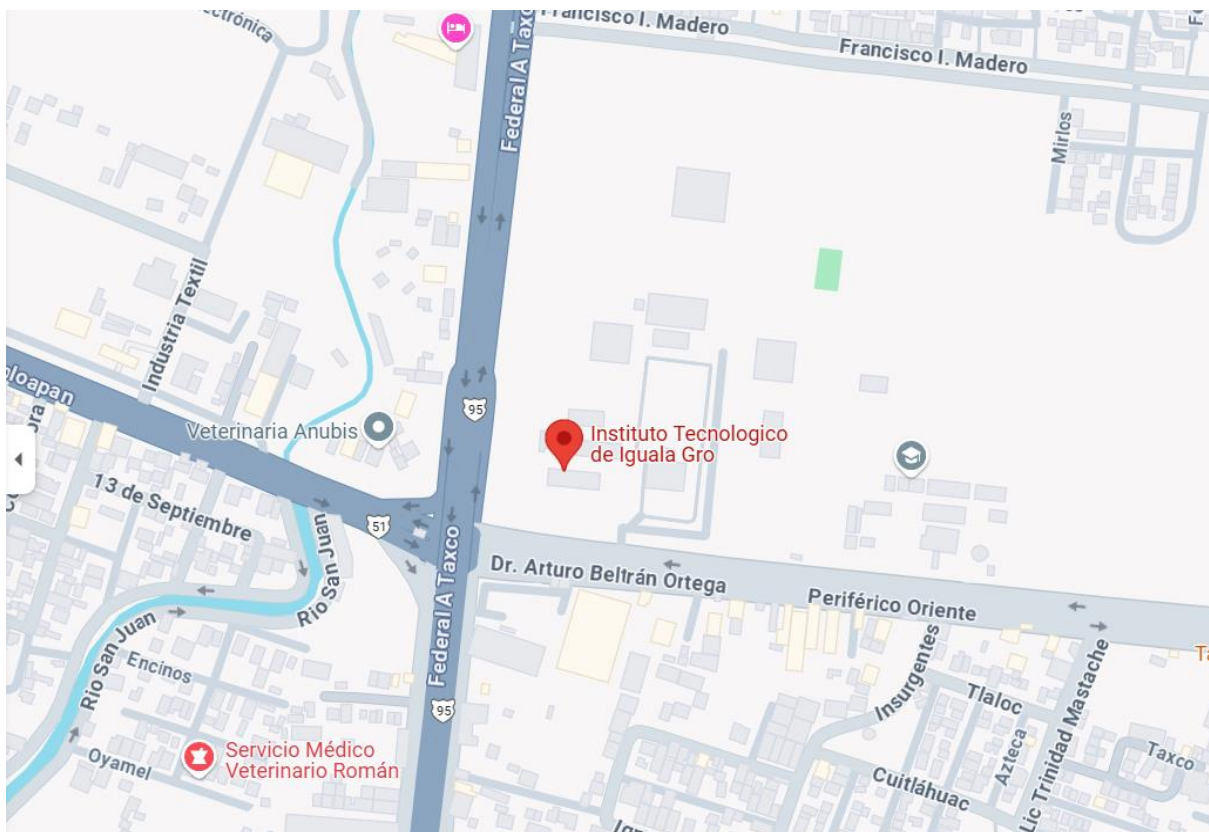 Francisco I. Madero
Francisco I. Madero
Federal A Taxco
Mirlos
Industria Textil
95
Veterinaria Anubis
Instituto Tecnologico
de Iguala Gro
13 de Septiembre
51
Rio San Juan
Dr. Arturo Beltrán Ortega
Periférico Oriente
Federal A Taxco
Rio San Juan
Encinos
Insurgentes
Tlaloc
Lic Trinidad Mastache
95
Azteca
Taxco
Servicio Médico
Veterinario Román
Oyamel
Cuitláhuac